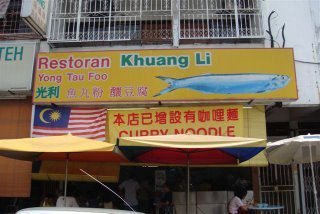 TEH
Restoran Khuang Li
Yong Tau Foo
光利 魚丸粉 釀豆腐
本店已增設有咖哩麵
CURRY NOODLE